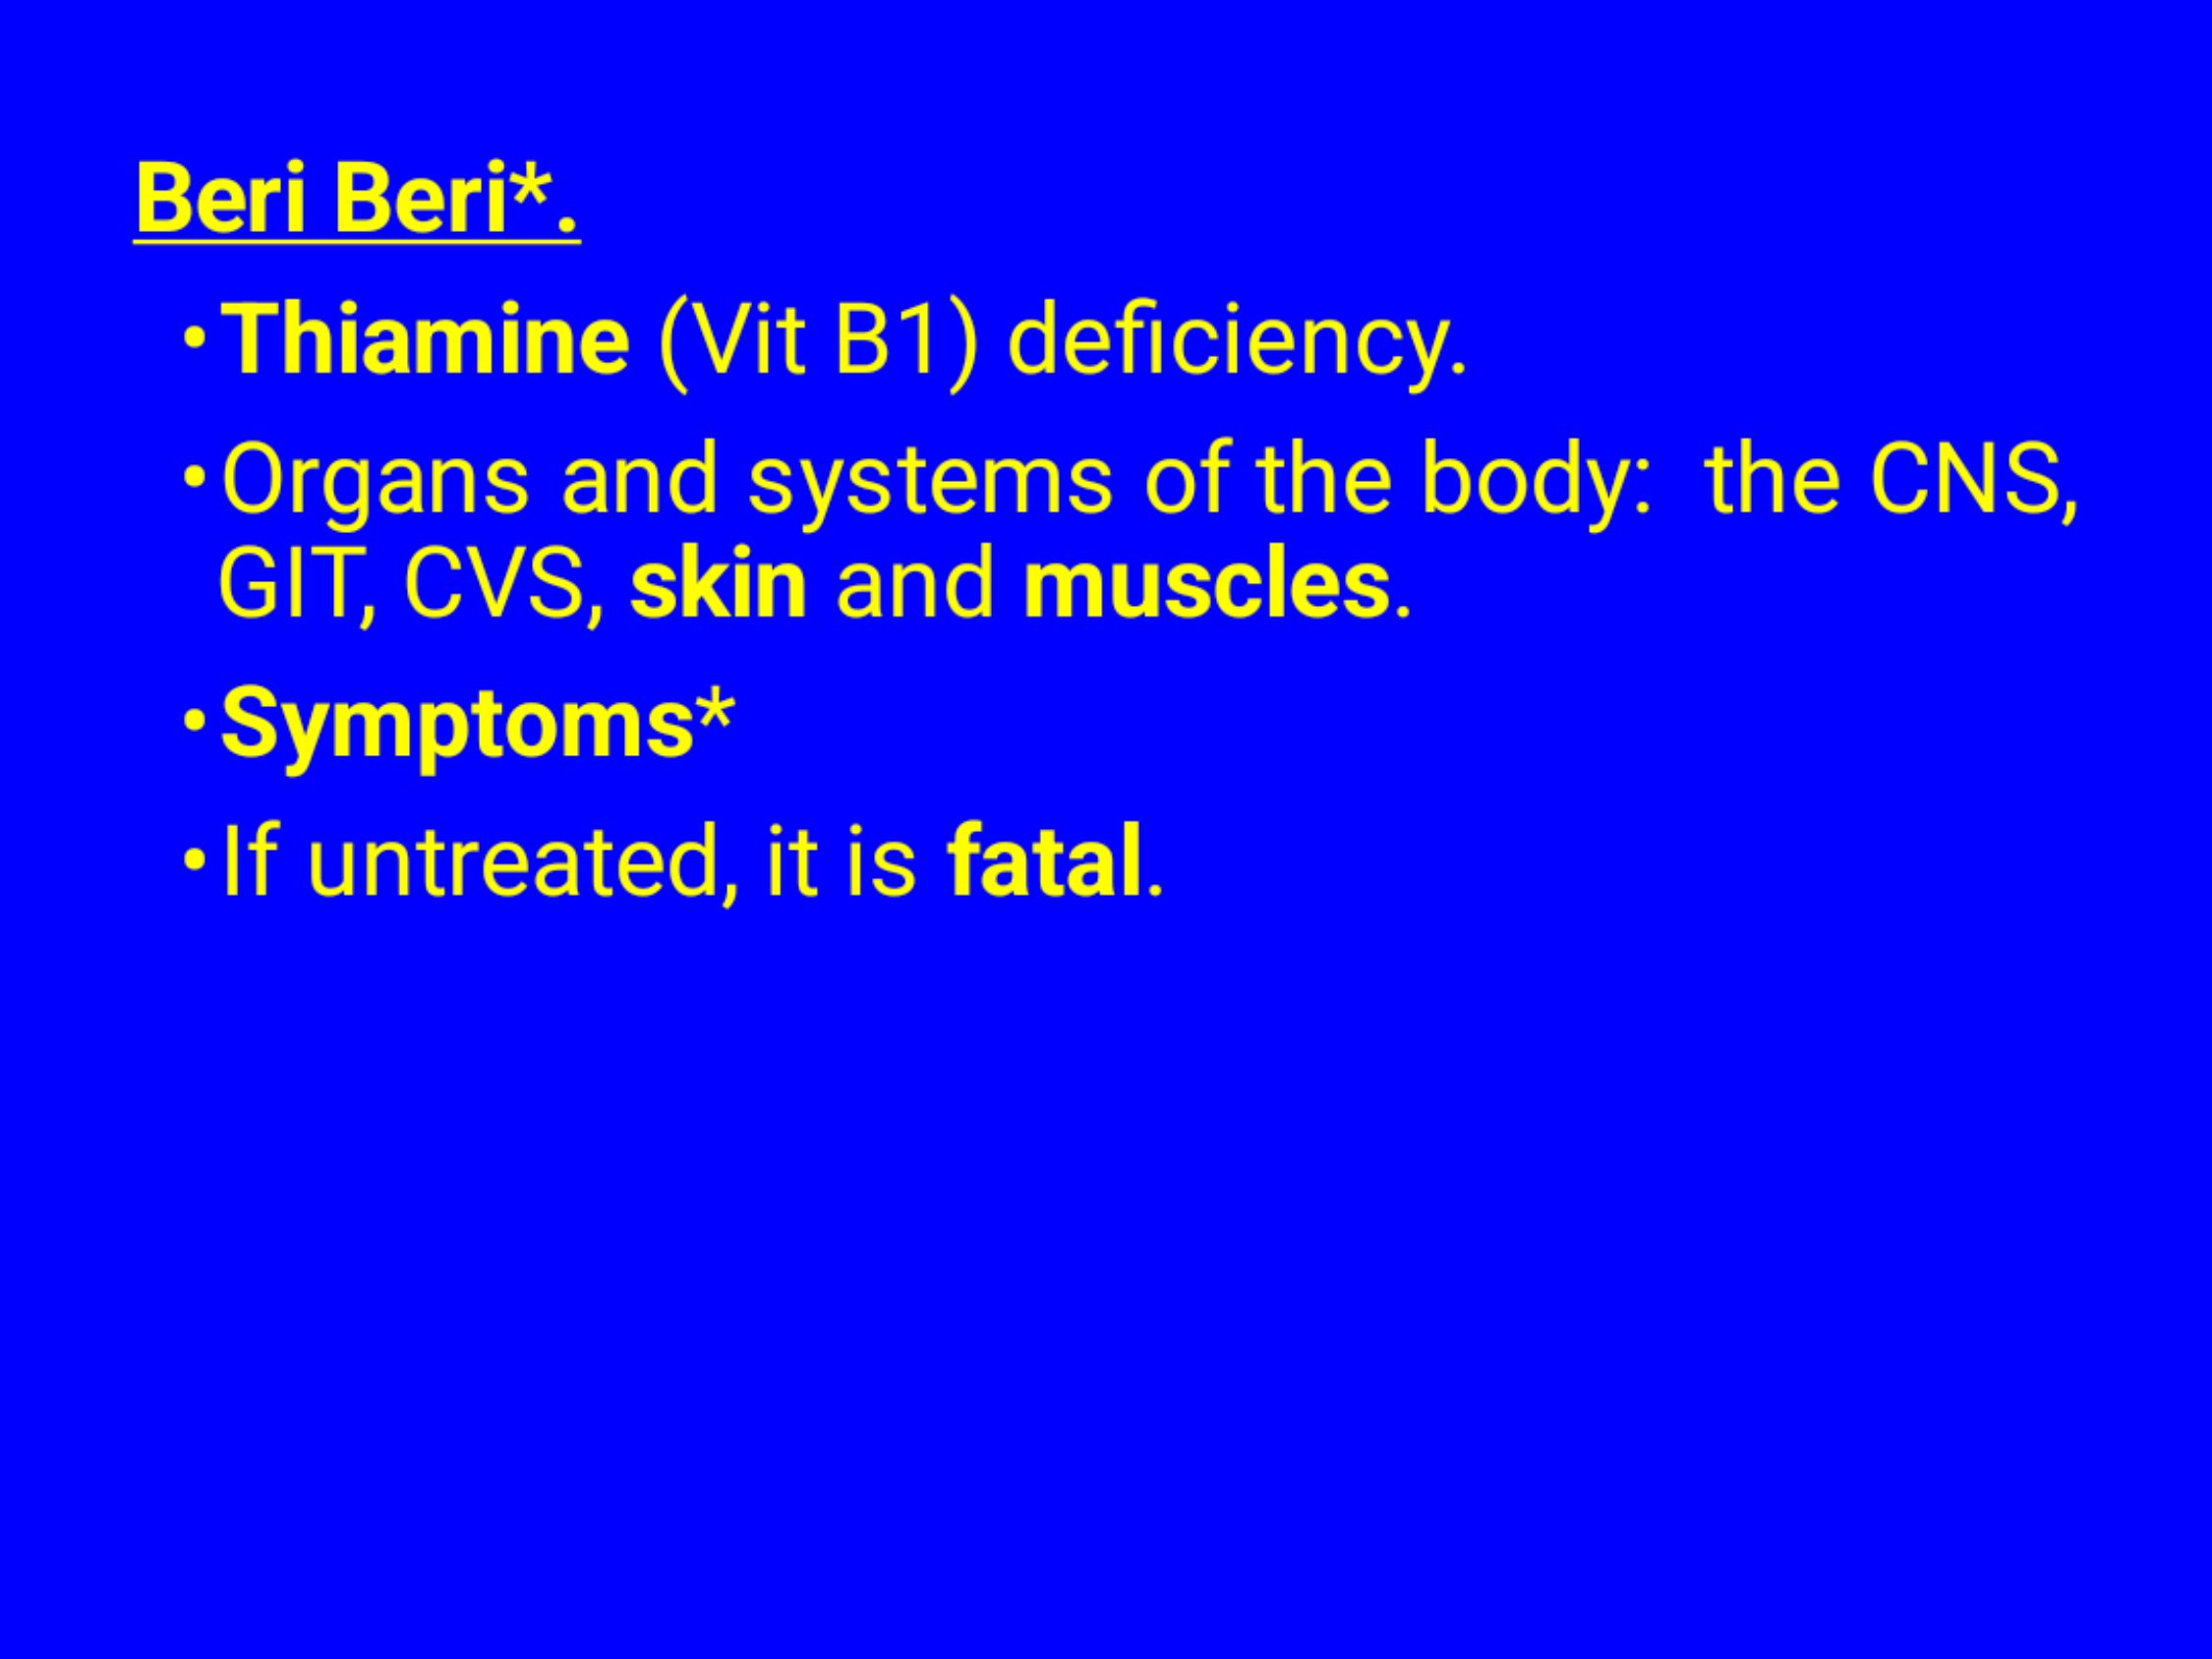 Beri Beri*.
•Thiamine (Vit B1) deficiency.
•Organs and systems of the body:  the CNS,
GIT, CVS, skin and muscles.
•Symptoms*
•If untreated, it is fatal.